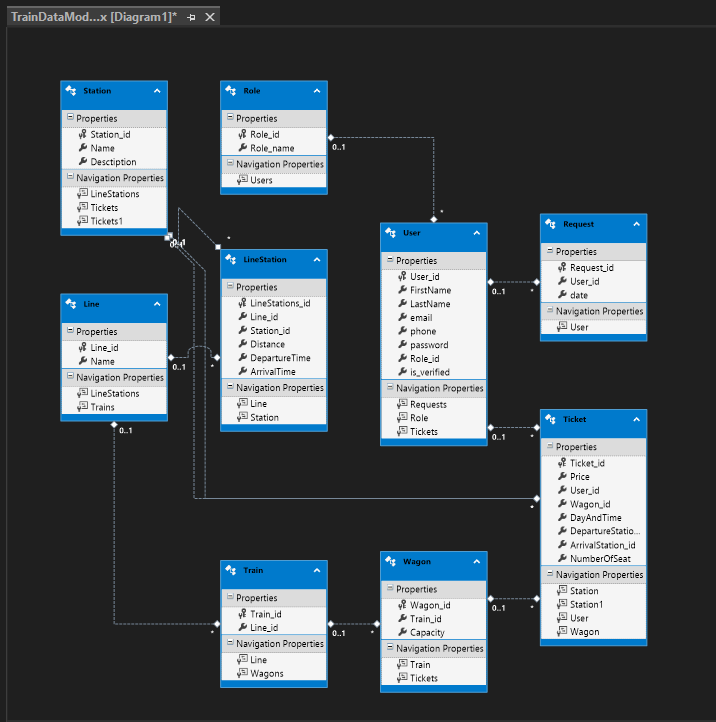 TrainDataMod...x [Diagram1]*
Station
Properties
Station_id
Name
Desctiption
Navigation Properties
LineStations
Tickets
Tickets1
Role
Properties
Role_id
Role_name
Navigation Properties
Users
0..1
*
*
LineStation
Properties
LineStations_id
Line_id
Station_id
Distance
DepartureTime
ArrivalTime
Navigation Properties
Line
Station
User
Properties
User_id
FirstName
LastName
email
phone
password
Role_id
is_verified
Navigation Properties
Requests
Role
Tickets
0..1
*
Request
Properties
Request_id
User_id
date
Navigation Properties
User
Line
Properties
Line_id
Name
Navigation Properties
LineStations
Trains
0..1
*
0..1
0..1
*
Ticket
Properties
Ticket_id
Price
User_id
Wagon_id
DayAndTime
DepartureStatio...
ArrivalStation_id
NumberOfSeat
Navigation Properties
Station
Station1
User
Wagon
*
Train
Properties
Train_id
Line_id
Navigation Properties
Line
Wagons
*
0..1
*
Wagon
Properties
Wagon_id
Train_id
Capacity
Navigation Properties
Train
Tickets
0..1
*